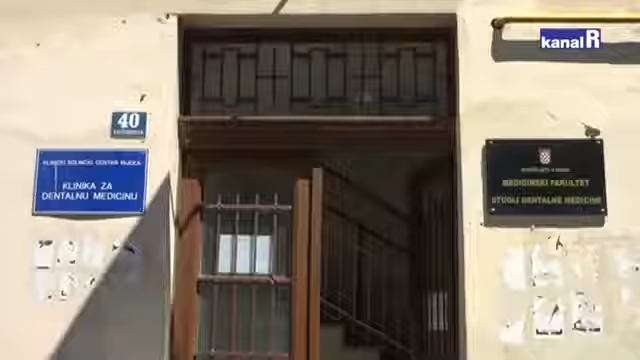 kanal R
40
KLINIČKI BOLNIČKI CENTAR RIJEKA
KLINIKA ZA
DENTALNU MEDICINU
MEDICINSKI FAKULTET
STUDIJ DENTALNE MEDICINE